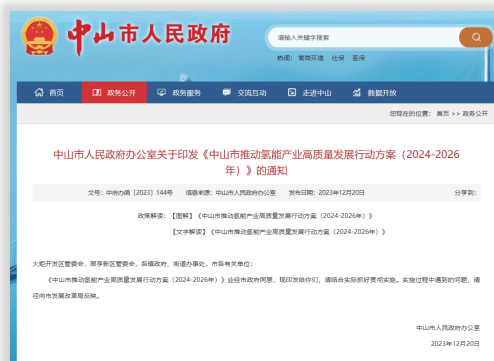 中山市人民政府
请输入关键字搜索
热闻: 营商环境 社保 医保
首页 政务公开 政务服务 交流互动 走进中山 数据开放
您现在的位置: 首页 >> 政务公开
中山市人民政府办公室关于印发《中山市推动氢能产业高质量发展行动方案(2024-2026
年)》的通知
文号: 中府办函〔2023〕144号 信息来源: 中山市人民政府办公室 发布日期: 2023年12月20日 分享到:
政策解读: 【图解】《中山市推动氢能产业高质量发展行动方案(2024-2026年)》
【文字解读】《中山市推动氢能产业高质量发展行动方案(2024-2026年)》
火炬开发区管委会, 翠亨新区管委会, 各镇政府、街道办事处, 市各有关单位:
《中山市推动氢能产业高质量发展行动方案(2024-2026年)》业经市政府同意, 现印发给你们, 请结合实际抓好贯彻实施。实施过程中遇到的问题, 请
径向市发展改革局反映。
中山市人民政府办公室
2023年12月20日